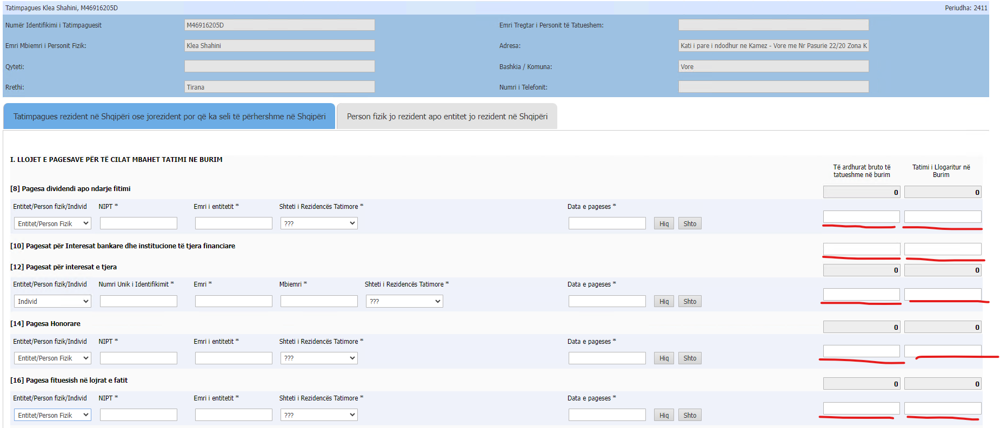 Tatimpagues Klea Shahini, M46916205D Periudha: 2411
Numër Identifikimi i Tatimpaguesit M46916205D Emri Tregtar i Personit të Tatueshem:
Emri Mbiemri i Personit Fizik: Klea Shahini Adresa: Kati i pare i ndodhur ne Kamez - Vore me Nr Pasurie 22/20 Zona K
Qyteti: Bashkia / Komuna: Vore
Rrethi: Tirana Numri i Telefonit:
Tatimpagues rezident në Shqipëri ose jorezident por që ka seli të përhershme në Shqipëri Person fizik jo rezident apo entitet jo rezident në Shqipëri
I. LLOJET E PAGESAVE PËR TË CILAT MBAHET TATIMI NE BURIM
Të ardhurat bruto të tatueshme në burim Tatimi i Llogaritur në Burim
[8] Pagesa dividendi apo ndarje fitimi 0 0
Entitet/Person fizik/Individ NIPT * Emri i entitetit * Shteti i Rezidencës Tatimore * Data e pageses *
Entitet/Person Fizik ??? Hiq Shto
[10] Pagesat për Interesat bankare dhe institucione të tjera financiare
[12] Pagesat për interesat e tjera 0 0
Entitet/Person fizik/Individ Numri Unik i Identifikimit * Emri * Mbiemri * Shteti i Rezidencës Tatimore * Data e pageses *
Individ ??? Hiq Shto
[14] Pagesa Honorare 0 0
Entitet/Person fizik/Individ NIPT * Emri i entitetit * Shteti i Rezidencës Tatimore * Data e pageses *
Entitet/Person Fizik ??? Hiq Shto
[16] Pagesa fituesish në lojrat e fatit 0 0
Entitet/Person fizik/Individ NIPT * Emri i entitetit * Shteti i Rezidencës Tatimore * Data e pageses *
Entitet/Person Fizik ??? Hiq Shto